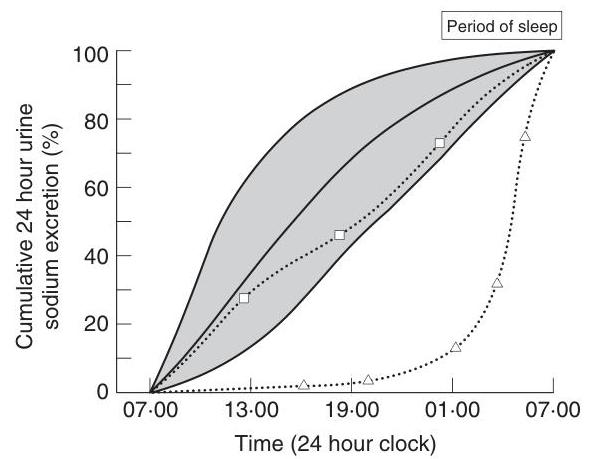 Period of sleep
Cumulative 24 hour urine
sodium excretion (%)
100
80
60
40
20
0
07·00 13·00 19·00 01·00 07·00
Time (24 hour clock)